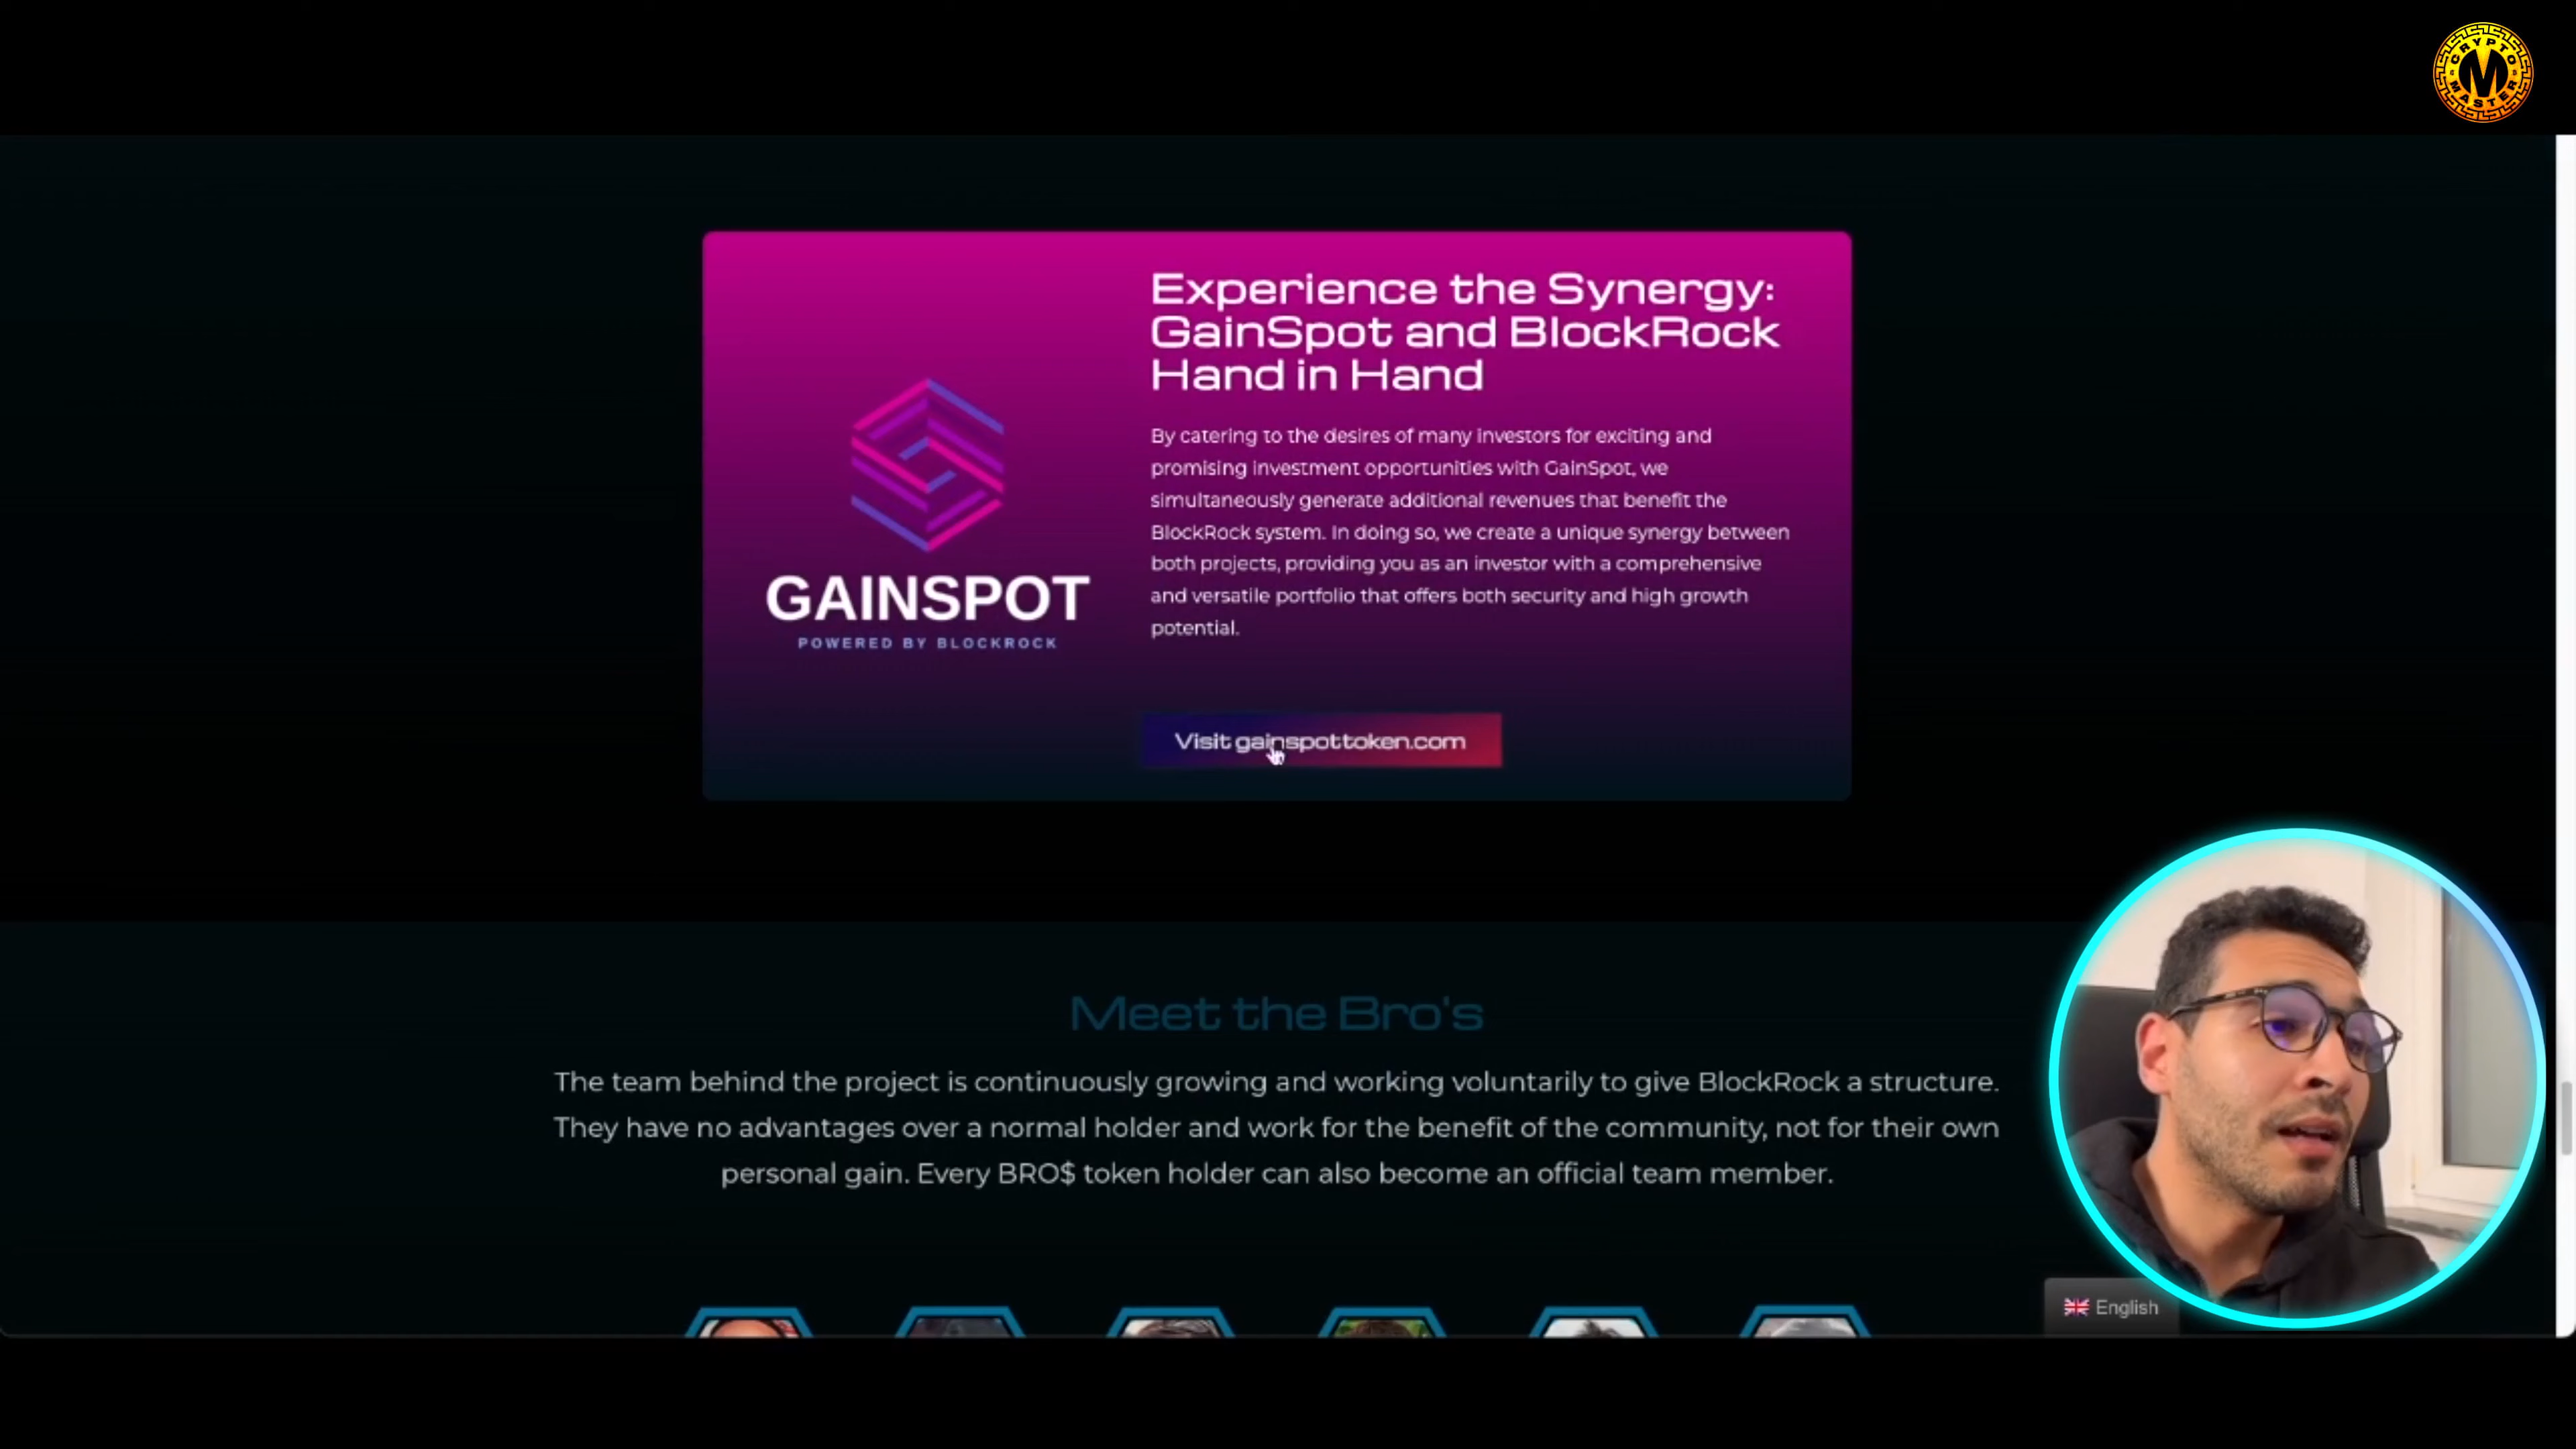 CRYPTO
M
MASTER
Experience the Synergy:
GainSpot and BlockRock
Hand in Hand
By catering to the desires of many investors for exciting and
promising investment opportunities with GainSpot, we
simultaneously generate additional revenues that benefit the
BlockRock system. In doing so, we create a unique synergy between
both projects, providing you as an investor with a comprehensive
and versatile portfolio that offers both security and high growth
potential.
GAINSPOT
POWERED BY BLOCKROCK
Visit gainspottoken.com
Meet the Bro's
The team behind the project is continuously growing and working voluntarily to give BlockRock a structure.
They have no advantages over a normal holder and work for the benefit of the community, not for their own
personal gain. Every BRO$ token holder can also become an official team member.
English